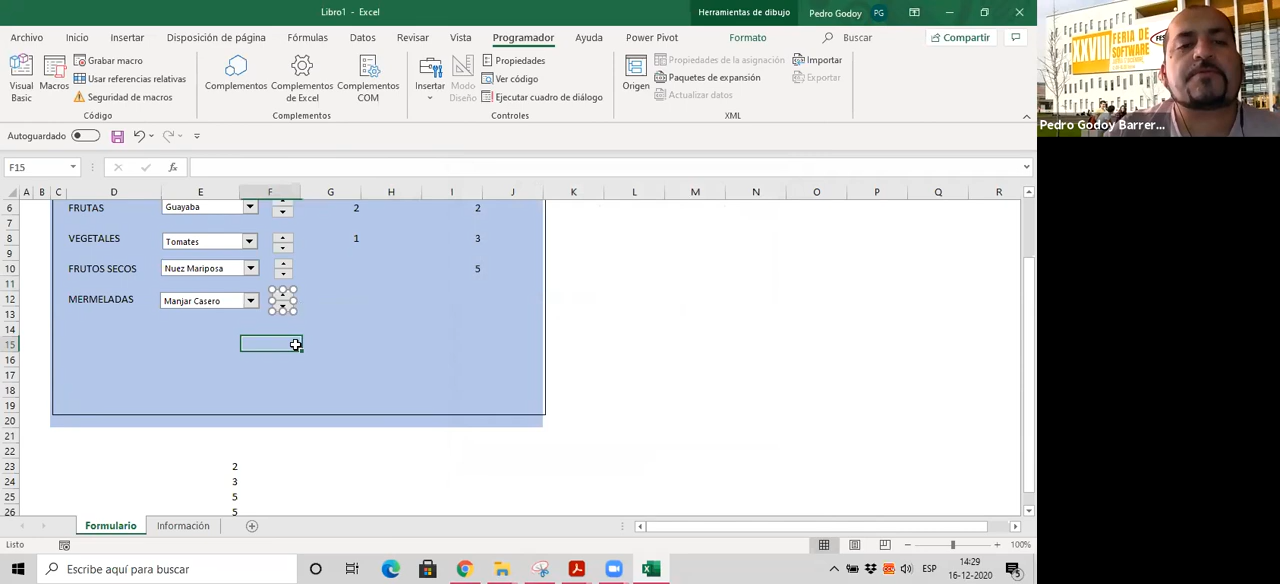 Libro1 - Excel
Herramientas de dibujo
Pedro Godoy
PG
Archivo
Inicio
Insertar
Disposición de página
Fórmulas
Datos
Revisar
Vista
Programador
Ayuda
Power Pivot
Formato
Buscar
Compartir
Visual Basic
Macros
Grabar macro
Usar referencias relativas
Seguridad de macros
Código
Complementos
Complementos de Excel
Complementos COM
Complementos
Insertar
Modo Diseño
Propiedades
Ver código
Ejecutar cuadro de diálogo
Controles
Origen
Propiedades de la asignación
Paquetes de expansión
Actualizar datos
Importar
Exportar
XML
Autoguardado
F15
fx
A B C D E F G H I J K L M N O P Q R
6 FRUTAS Guayaba 2 2
7
8 VEGETALES Tomates 1 3
9
10 FRUTOS SECOS Nuez Mariposa 5
11
12 MERMELADAS Manjar Casero
13
14
15
16
17
18
19
20
21
22
23 2
24 3
25 5
26 5
Formulario
Información
Listo
100%
Escribe aquí para buscar
ESP
14:29
16-12-2020
5
XXVIII FERIA DE SOFTWARE
Pedro Godoy Barrer...